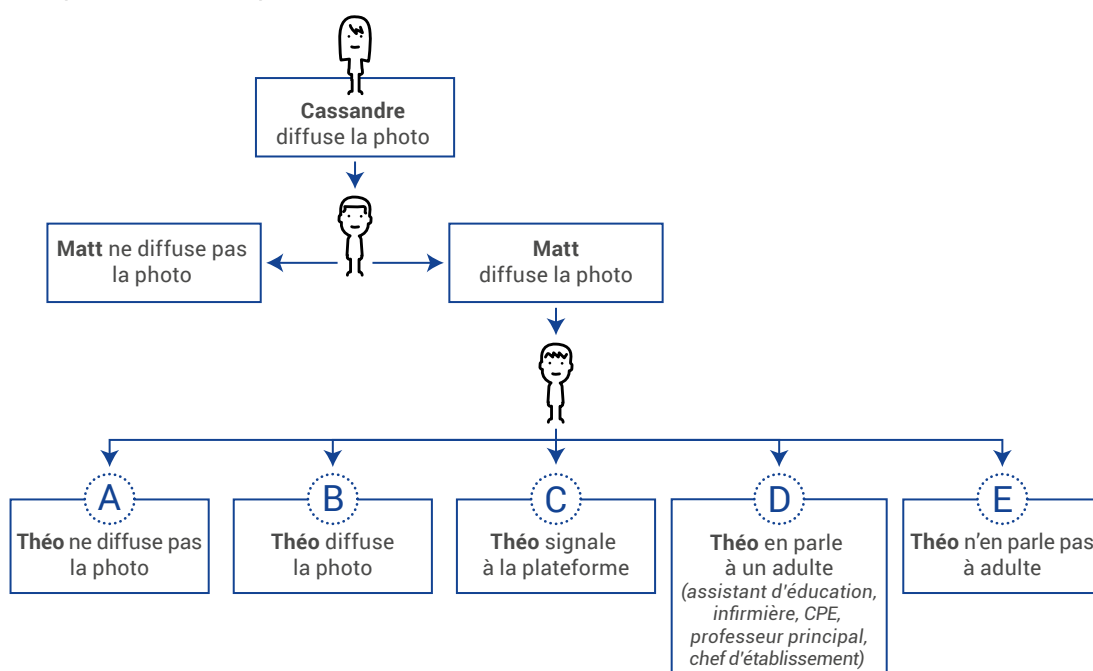 Cassandre
diffuse la photo
Matt ne diffuse pas
la photo
Matt
diffuse la photo
A
Théo ne diffuse pas
la photo
B
Théo diffuse
la photo
C
Théo signale
à la plateforme
D
Théo en parle
à un adulte
(assistant d'éducation,
infirmière, CPE,
professeur principal,
chef d'établissement)
E
Théo n'en parle pas
à adulte